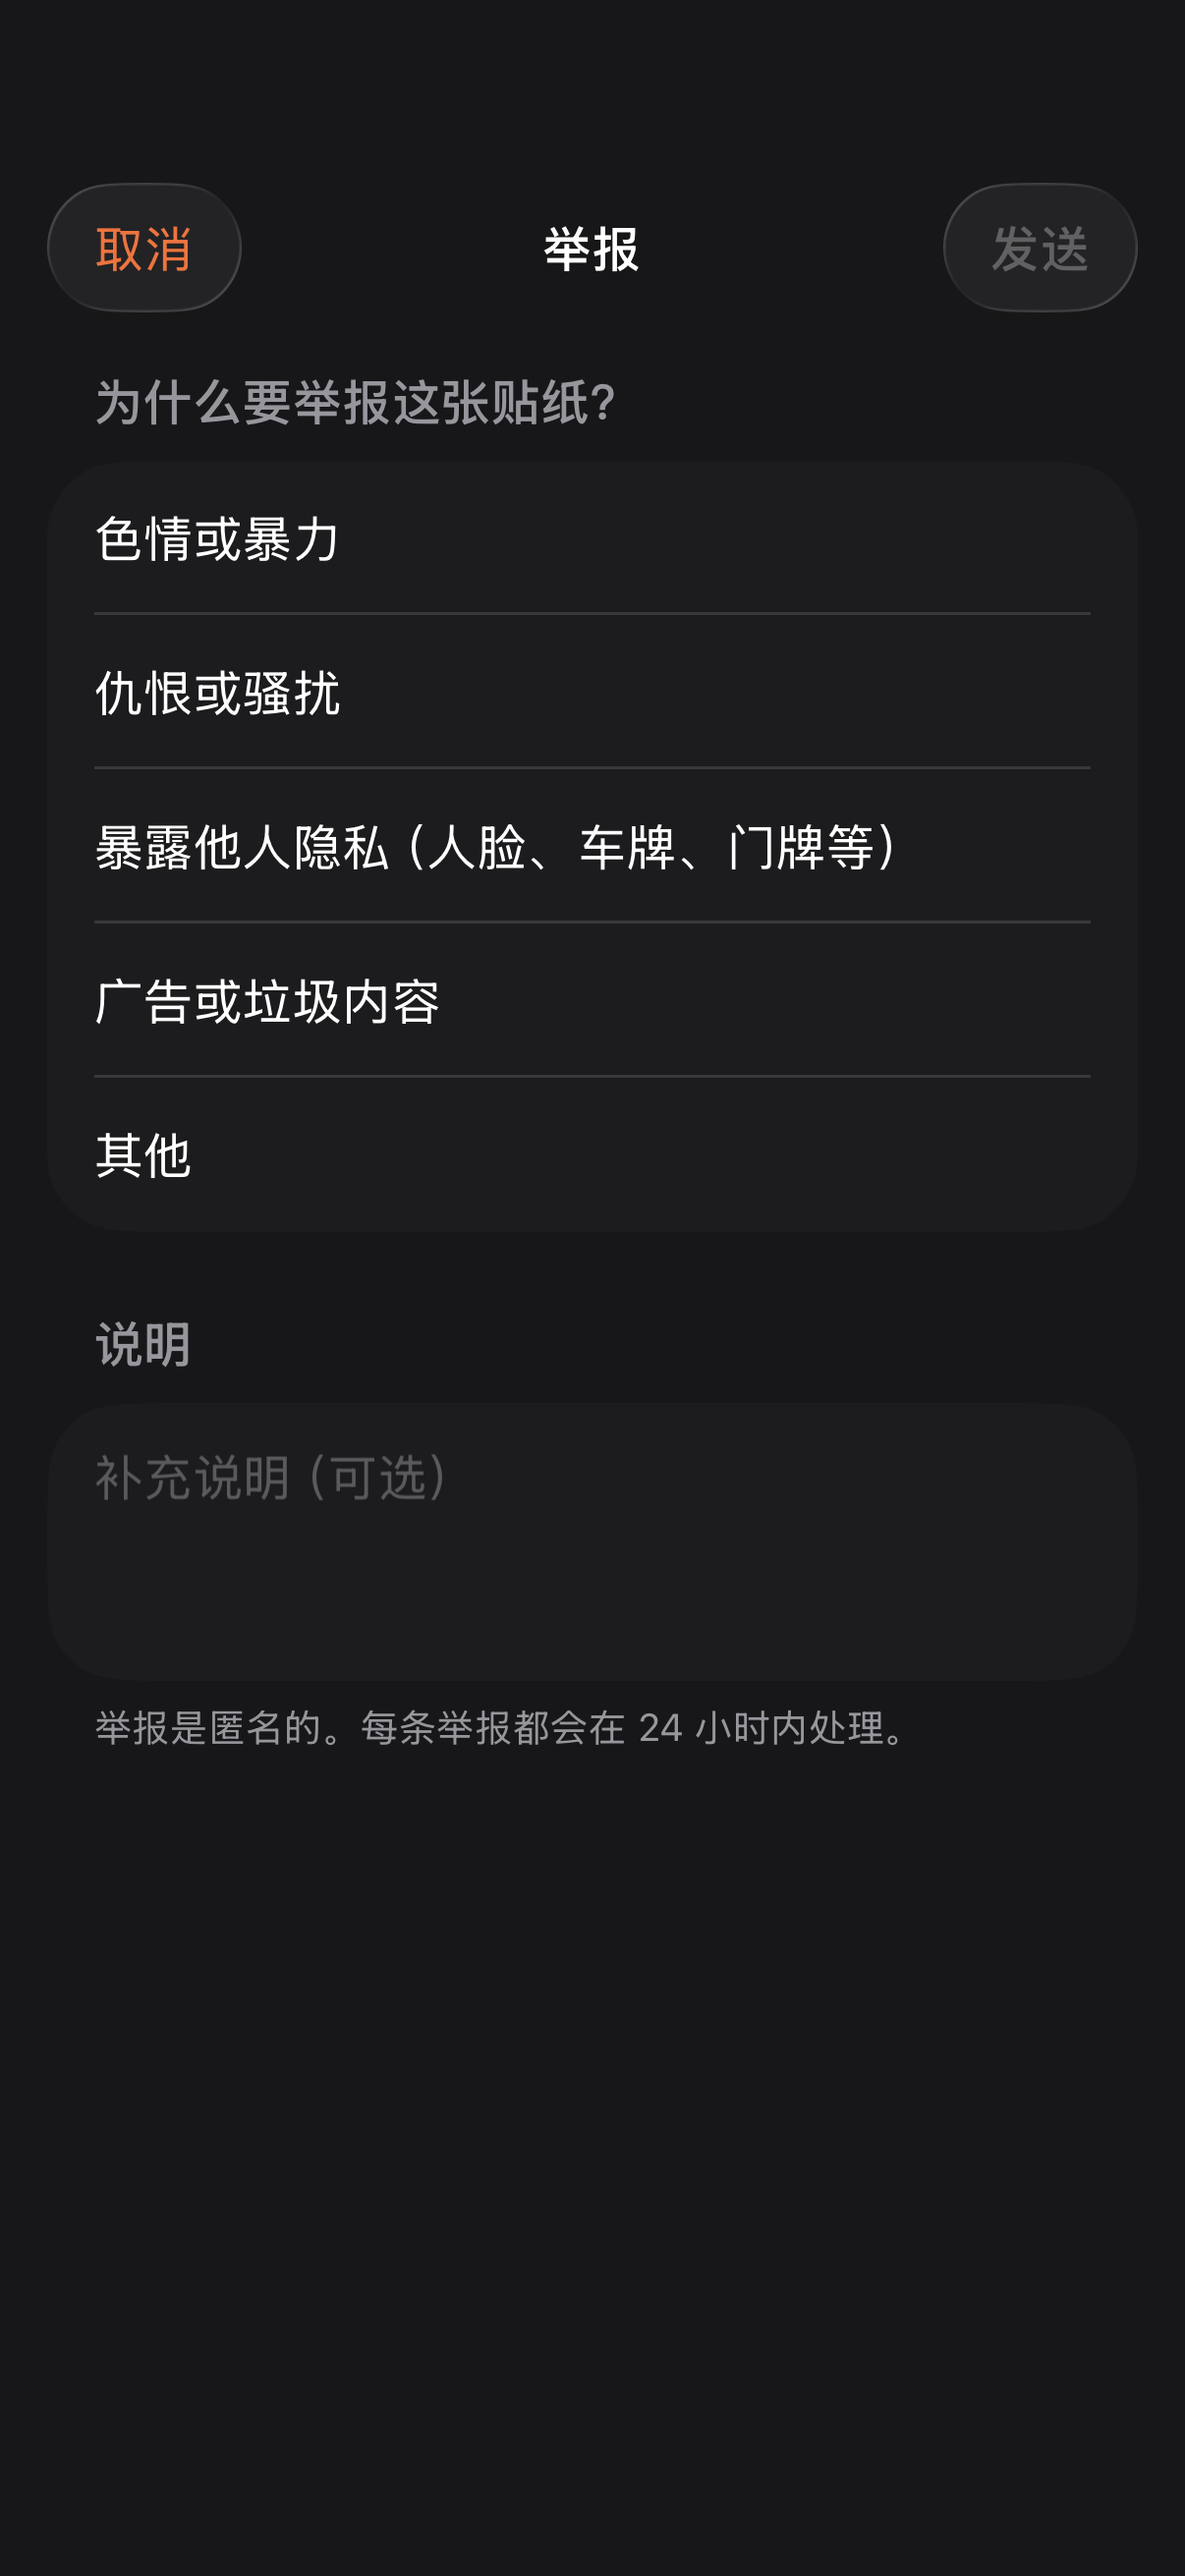 取消
举报
发送
为什么要举报这张贴纸?
色情或暴力
仇恨或骚扰
暴露他人隐私（人脸、车牌、门牌等）
广告或垃圾内容
其他
说明
补充说明（可选）
举报是匿名的。每条举报都会在 24 小时内处理。